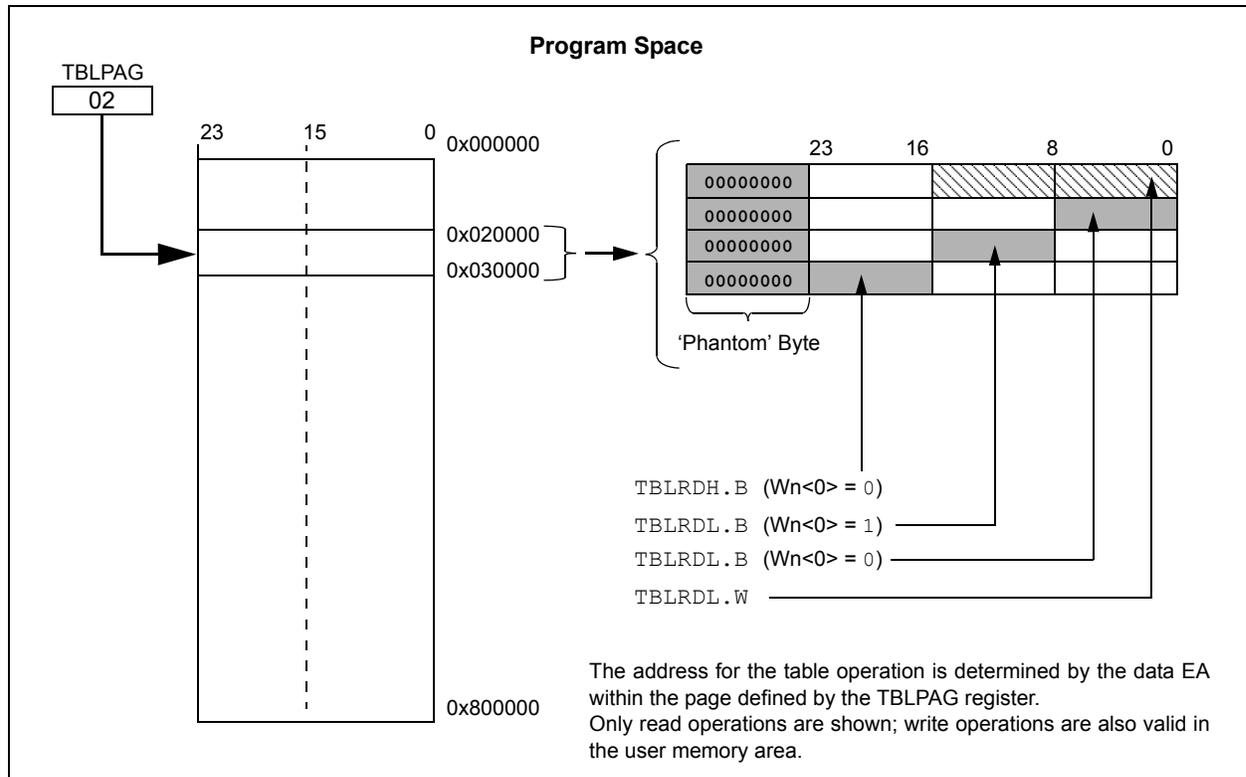 Program Space
TBLPAG
02
23 15 0
0x000000
0x020000
0x030000
0x800000
23 16 8 0
00000000
00000000
00000000
00000000
‘Phantom’ Byte
TBLRDH.B (Wn<0> = 0)
TBLRDL.B (Wn<0> = 1)
TBLRDL.B (Wn<0> = 0)
TBLRDL.W
The address for the table operation is determined by the data EA
within the page defined by the TBLPAG register.
Only read operations are shown; write operations are also valid in
the user memory area.